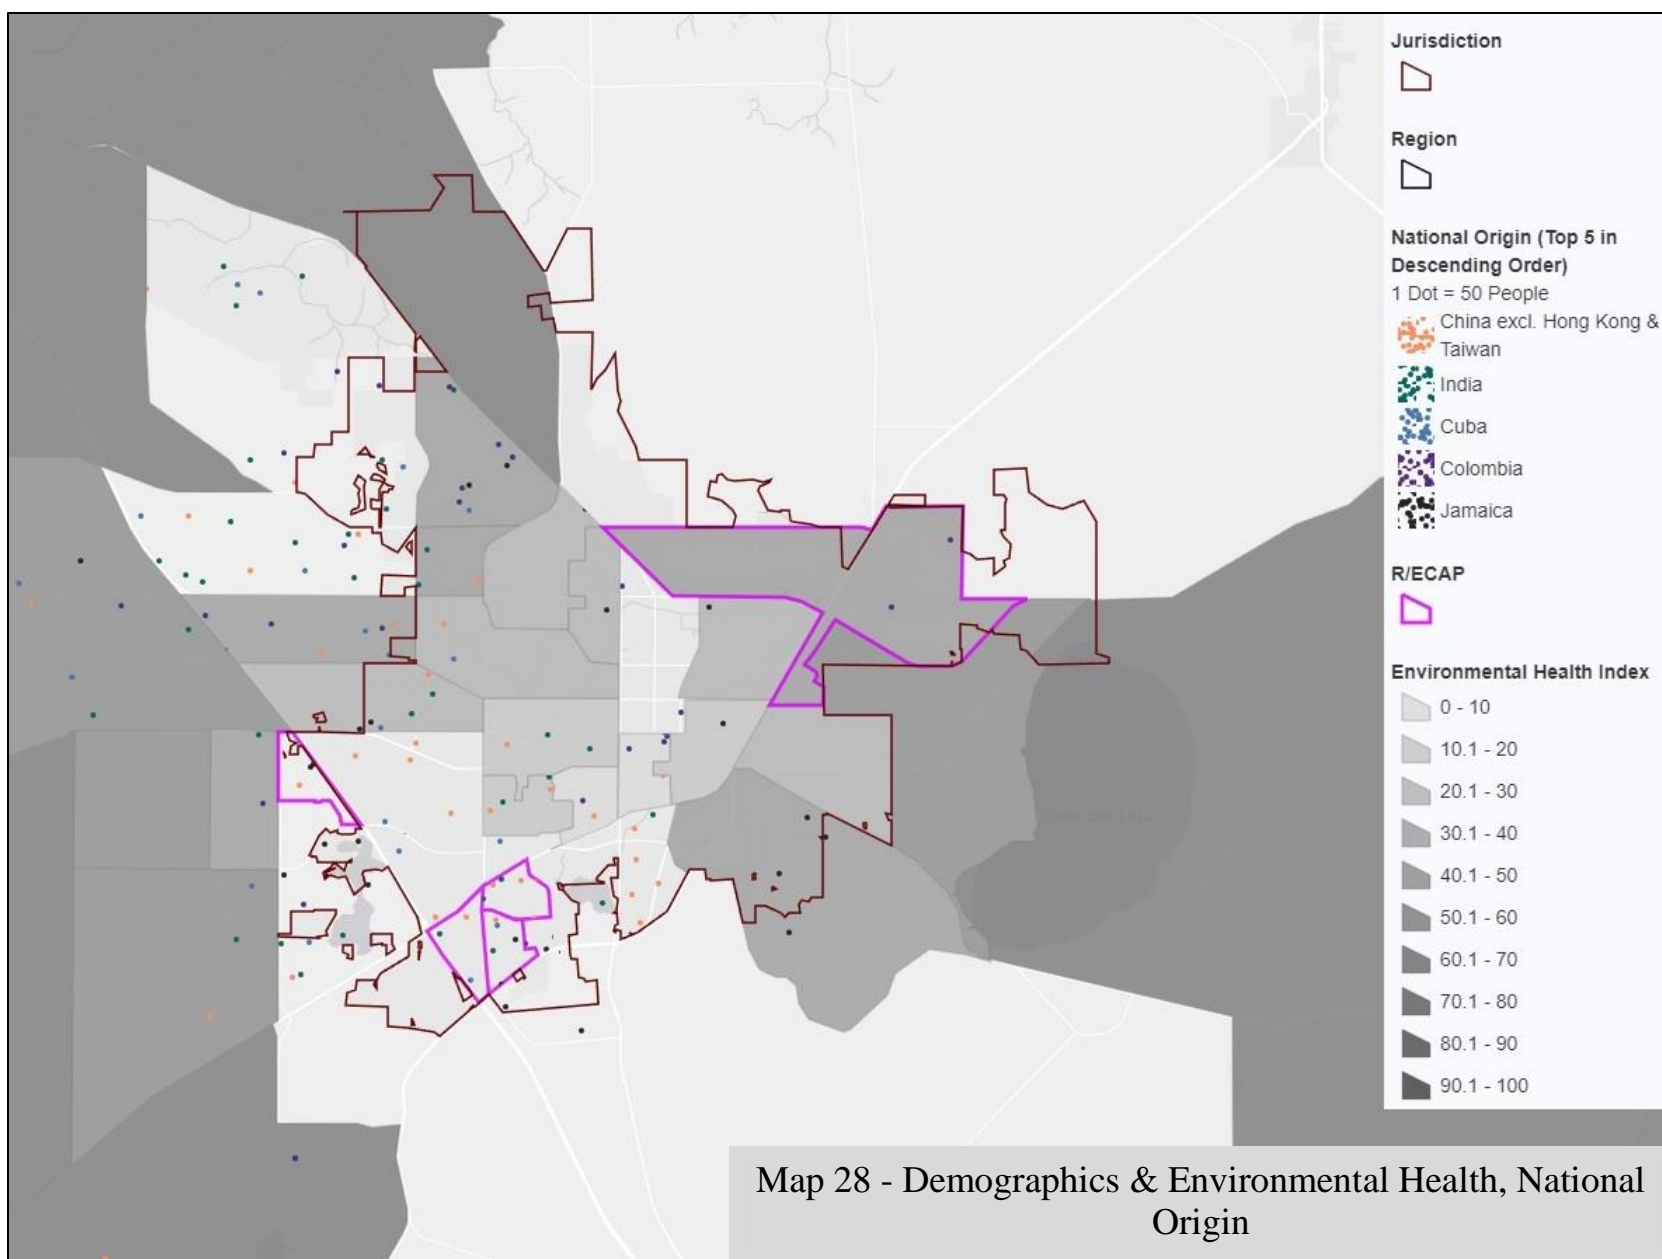 Jurisdiction
Region
National Origin (Top 5 in
Descending Order)
1 Dot = 50 People
China excl. Hong Kong &
Taiwan
India
Cuba
Colombia
Jamaica
R/ECAP
Environmental Health Index
0 - 10
10.1 - 20
20.1 - 30
30.1 - 40
40.1 - 50
50.1 - 60
60.1 - 70
70.1 - 80
80.1 - 90
90.1 - 100
Map 28 - Demographics & Environmental Health, National
Origin